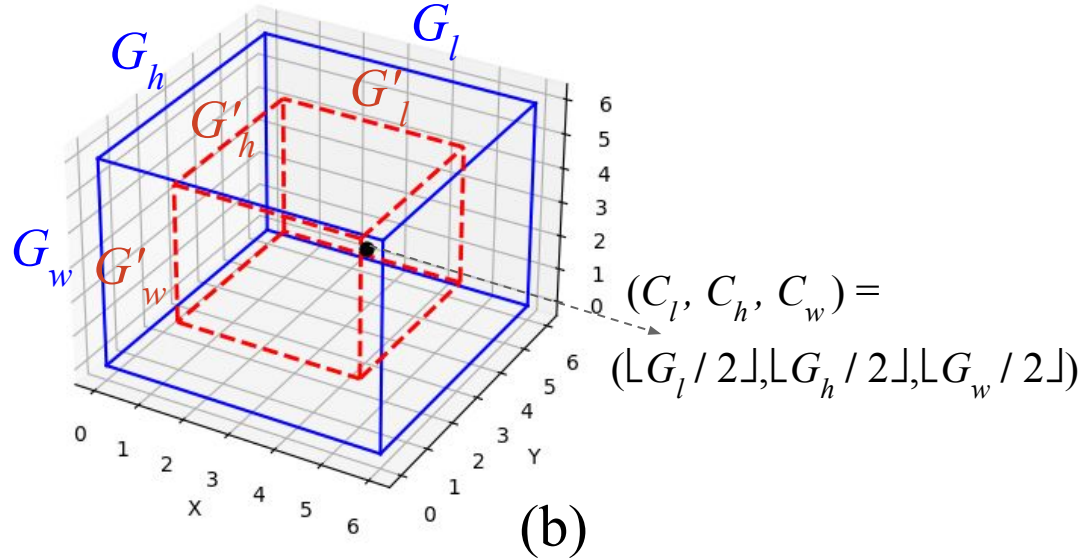 G_l
G_h
G'_l
G'_h
G_w
G'_w
6
5
4
3
2
1
0
(C_l, C_h, C_w) =
(⌊G_l / 2⌋,⌊G_h / 2⌋,⌊G_w / 2⌋)
0 1 2 3 4 5 6
X
0 1 2 3 4 5 6
Y
(b)